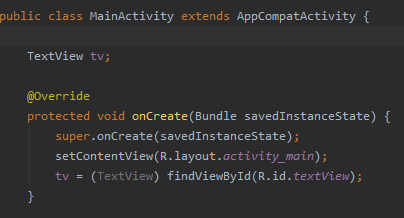 public class MainActivity extends AppCompatActivity {
TextView tv;
@Override
protected void onCreate(Bundle savedInstanceState) {
super.onCreate(savedInstanceState);
setContentView(R.layout.activity_main);
tv = (TextView) findViewById(R.id.textView);
}